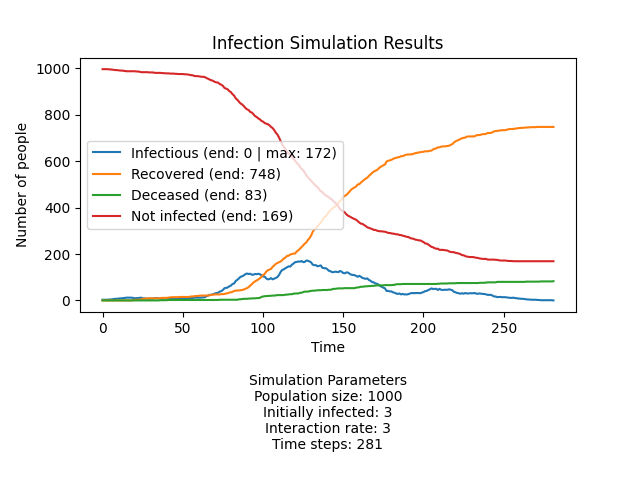 Infection Simulation Results
Number of people
1000
800
600
400
200
0
Infectious (end: 0 | max: 172)
Recovered (end: 748)
Deceased (end: 83)
Not infected (end: 169)
0 50 100 150 200 250
Time
Simulation Parameters
Population size: 1000
Initially infected: 3
Interaction rate: 3
Time steps: 281